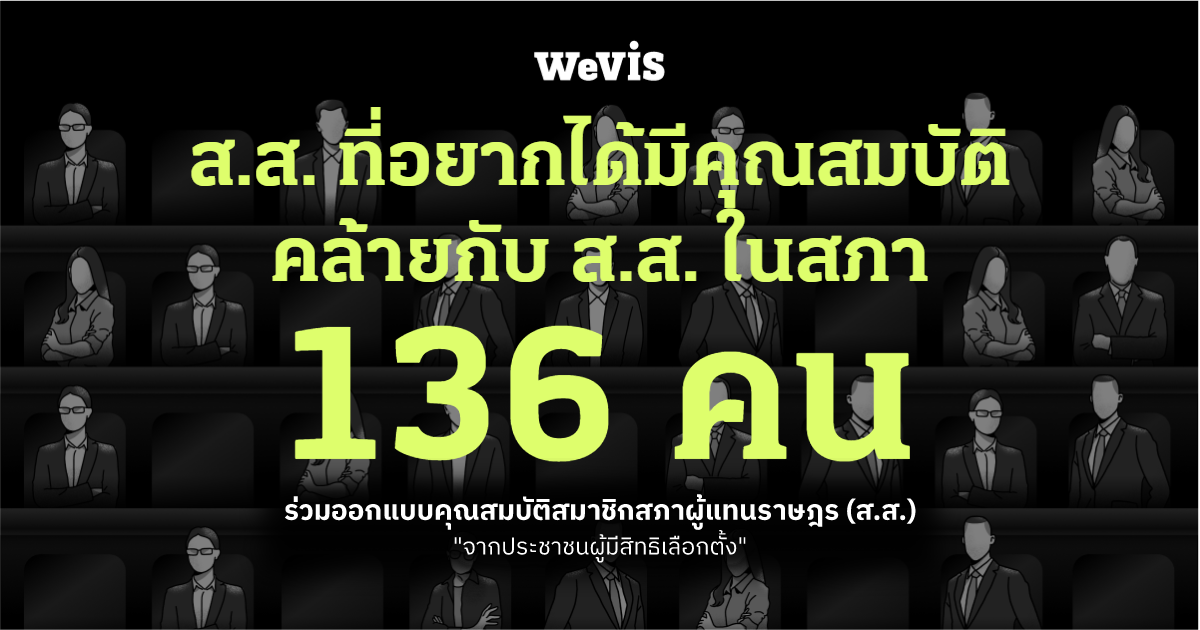 WeVIS
ส.ส. ที่อยากได้มีคุณสมบัติ
คล้ายกับ ส.ส. ในสภา
136 คน
ร่วมออกแบบคุณสมบัติสมาชิกสภาผู้แทนราษฎร (ส.ส.)
"จากประชาชนผู้มีสิทธิเลือกตั้ง"